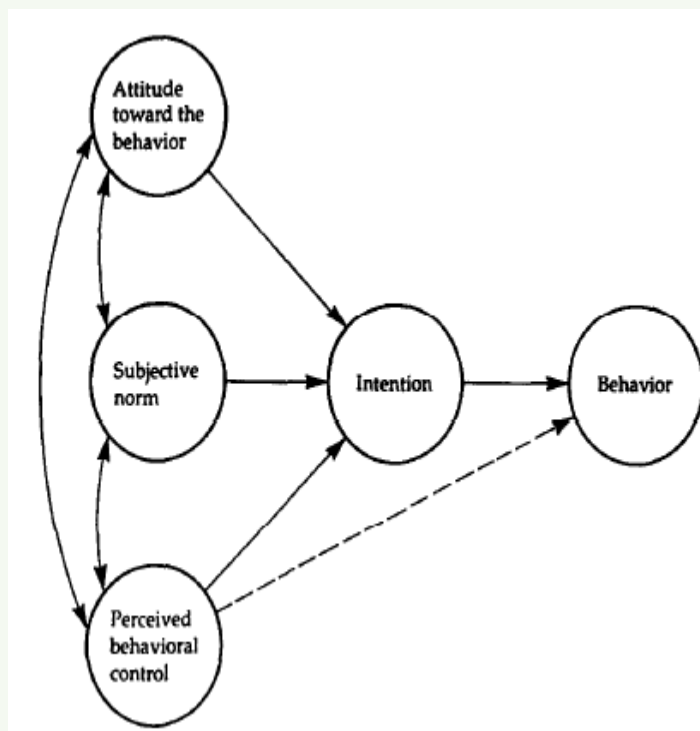 Attitude
toward the
behavior
Subjective
norm
Intention
Behavior
Perceived
behavioral
control